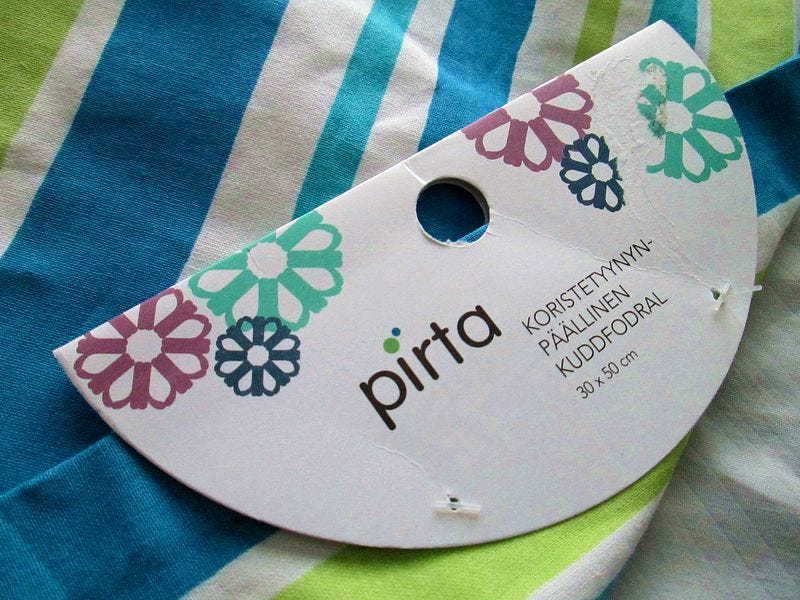 pirta
KORISTETYYNYN-
PÄÄLLINEN
KUDDFODRAL
30 x 50 cm